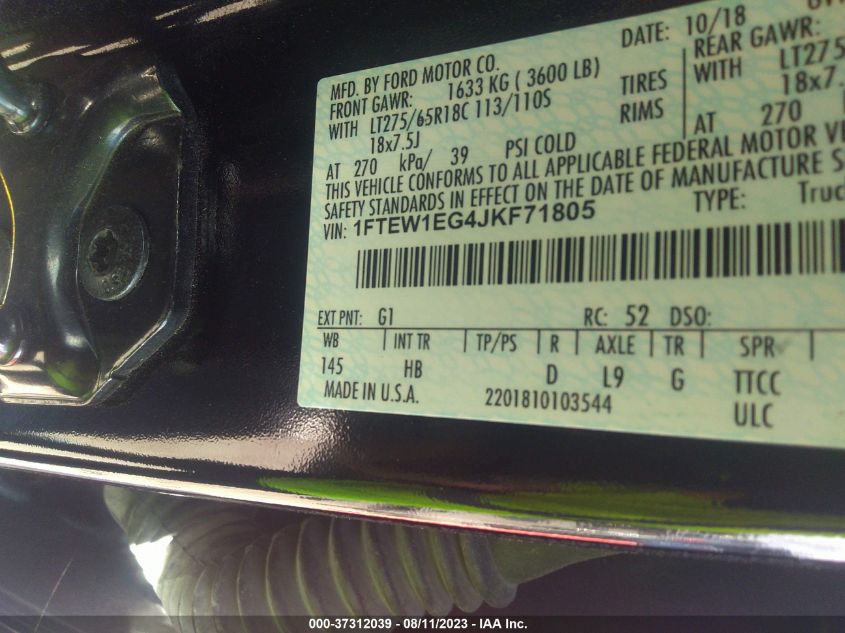 MFD. BY FORD MOTOR CO. DATE: 10/18
FRONT GAWR: 1633 KG ( 3600 LB) REAR GAWR:
WITH LT275/65R18C 113/110S TIRES WITH LT275
18x7.5J RIMS 18x7.5
AT 270 kPa/ 39 PSI COLD AT 270
THIS VEHICLE CONFORMS TO ALL APPLICABLE FEDERAL MOTOR
SAFETY STANDARDS IN EFFECT ON THE DATE OF MANUFACTURE
VIN: 1FTEW1EG4JKF71805 TYPE: Truc
EXT PNT: G1 RC: 52 DSO:
WB INT TR TP/PS R AXLE TR SPR
145 HB D L9 G TTCC
MADE IN U.S.A. 2201810103544 ULC
000-37312039 - 08/11/2023 - IAA Inc.